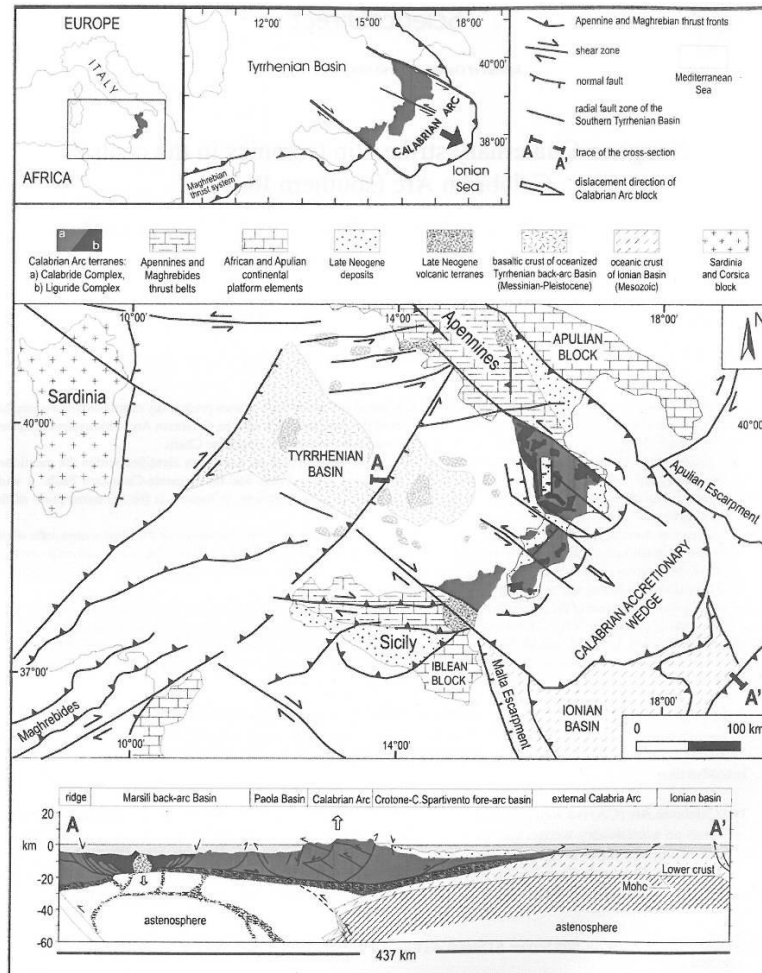 EUROPE
ITALY
AFRICA
12°00'
15°00'
18°00'
40°00'
38°00'
Tyrrhenian Basin
CALABRIAN ARC
Ionian
Sea
Maghrebian
thrust system
Apennine and Maghrebian thrust fronts
shear zone
normal fault
radial fault zone of the
Southern Tyrrhenian Basin
A A'
trace of the cross-section
dislacement direction of
Calabrian Arc block
Mediterranean
Sea
a
b
Calabrian Arc terranes:
a) Calabride Complex,
b) Liguride Complex
Apennines and
Maghrebides
thrust belts
African and Apulian
continental
platform elements
Late Neogene
deposits
Late Neogene
volcanic terranes
basaltic crust of oceanized
Tyrrhenian back-arc Basin
(Messinian-Pleistocene)
oceanic crust
of Ionian Basin
(Mesozoic)
Sardinia
and Corsica
block
10°00'
14°00'
18°00'
N
Apennines
APULIAN
BLOCK
Sardinia
40°00'
40°00'
TYRRHENIAN
BASIN
A
Apulian Escarpment
CALABRIAN ACCRETIONARY
WEDGE
Sicily
IBLEAN
BLOCK
Malta Escarpment
37°00'
Maghrebides
IONIAN
BASIN
A'
10°00'
14°00'
18°00'
0 100 km
ridge Marsili back-arc Basin Paola Basin Calabrian Arc Crotone-C.Spartivento fore-arc basin external Calabria Arc Ionian basin
A A'
km
20
0
-20
-40
-60
Lower crust
Moho
astenosphere
astenosphere
437 km